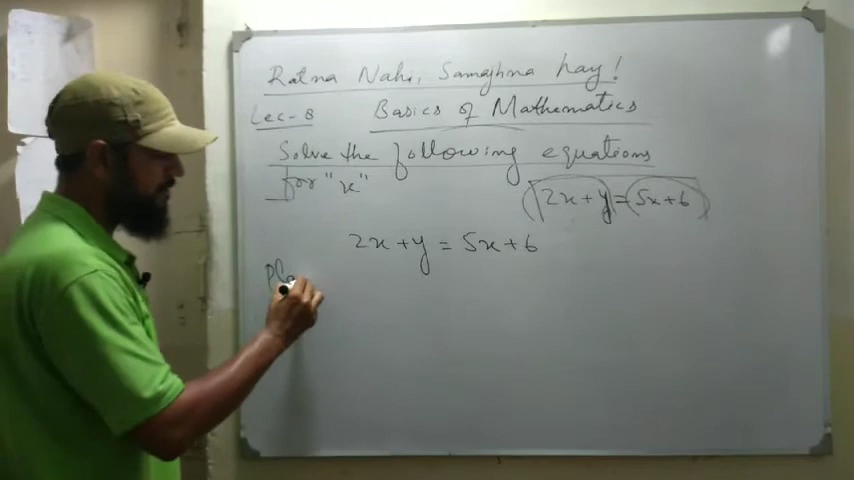 Ratna Nahi, Samajhna hay!
Lec-8 Basics of Mathematics
Solve the following equations
for "x"
2x+y=5x+6
2x+y = 5x+6